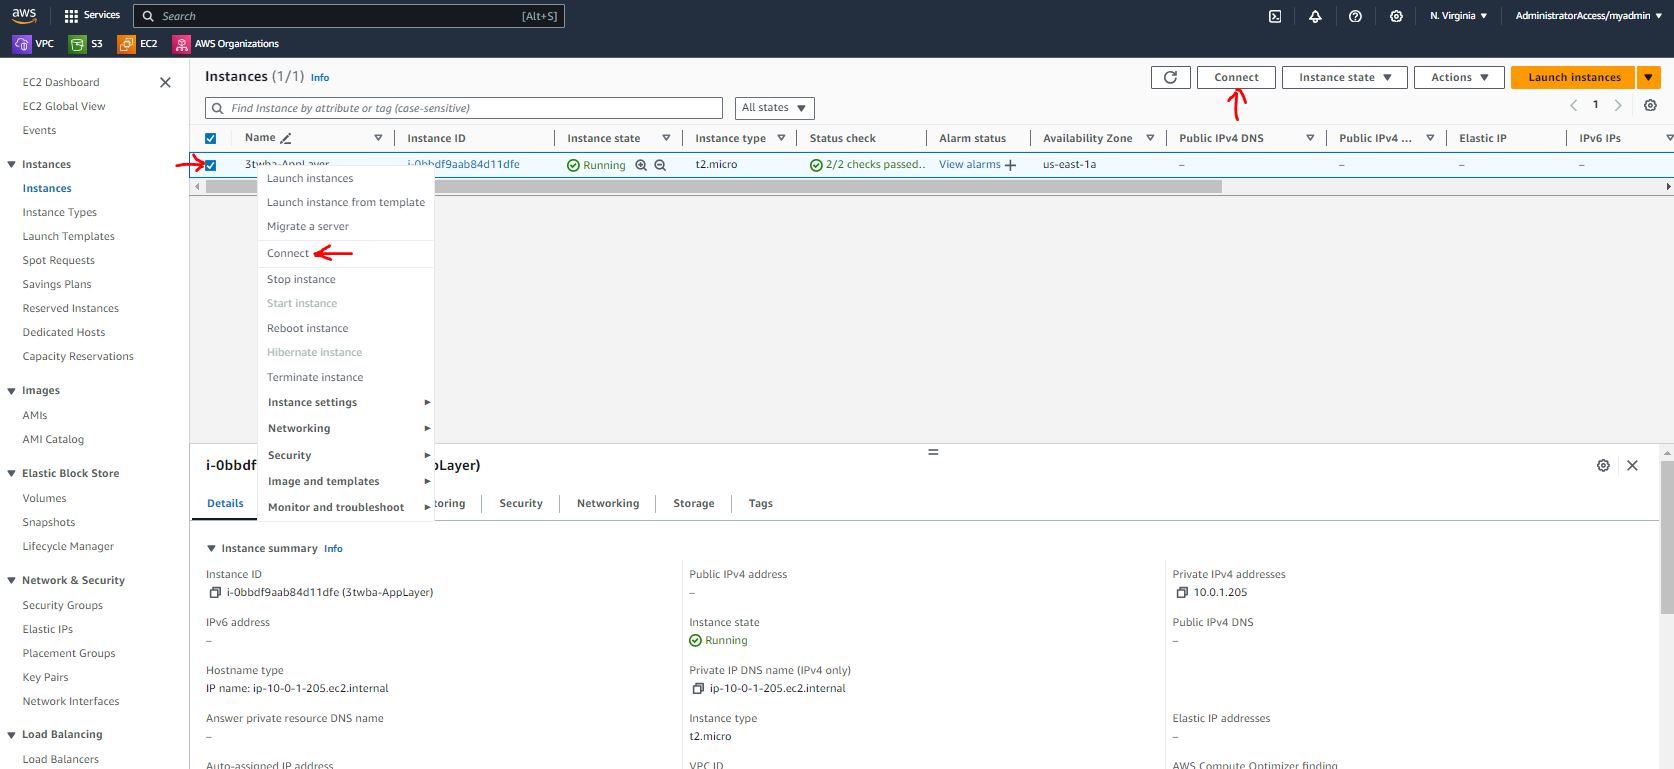 aws Services Search [Alt+S] N. Virginia AdministratorAccess/myadmin
VPC S3 EC2 AWS Organizations
EC2 Dashboard
EC2 Global View
Events
Instances
Instances
Instance Types
Launch Templates
Spot Requests
Savings Plans
Reserved Instances
Dedicated Hosts
Capacity Reservations
Images
AMIs
AMI Catalog
Elastic Block Store
Volumes
Snapshots
Lifecycle Manager
Network & Security
Security Groups
Elastic IPs
Placement Groups
Key Pairs
Network Interfaces
Load Balancing
Load Balancers
Instances (1/1) Info Connect Instance state Actions Launch instances
Find Instance by attribute or tag (case-sensitive) All states 1
Name Instance ID Instance state Instance type Status check Alarm status Availability Zone Public IPv4 DNS Public IPv4 ... Elastic IP IPv6 IPs
3twba-AppLayer i-0bbdf9aab84d11dfe Running t2.micro 2/2 checks passed.. View alarms + us-east-1a – – – –
Launch instances
Launch instance from template
Migrate a server
Connect
Stop instance
Start instance
Reboot instance
Hibernate instance
Terminate instance
Instance settings
Networking
Security
Image and templates
Monitor and troubleshoot
i-0bbdf Layer)
Details toring Security Networking Storage Tags
Instance summary Info
Instance ID Public IPv4 address Private IPv4 addresses
i-0bbdf9aab84d11dfe (3twba-AppLayer) – 10.0.1.205
IPv6 address Instance state Public IPv4 DNS
– Running –
Hostname type Private IP DNS name (IPv4 only)
IP name: ip-10-0-1-205.ec2.internal ip-10-0-1-205.ec2.internal
Answer private resource DNS name Instance type Elastic IP addresses
– t2.micro –
Auto-assigned IP address VPC ID AWS Compute Optimizer finding